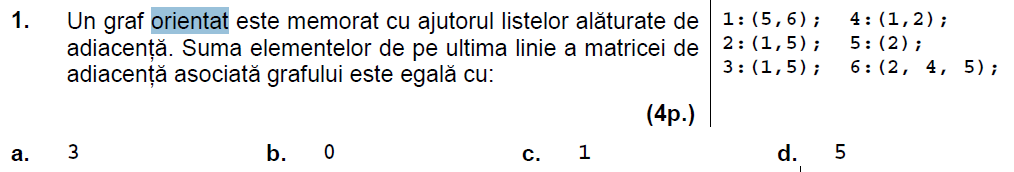 1. Un graf orientat este memorat cu ajutorul listelor alăturate de
adiacență. Suma elementelor de pe ultima linie a matricei de
adiacență asociată grafului este egală cu:
(4p.)
1:(5,6); 4:(1,2);
2:(1,5); 5:(2);
3:(1,5); 6:(2, 4, 5);
a. 3 b. 0 c. 1 d. 5